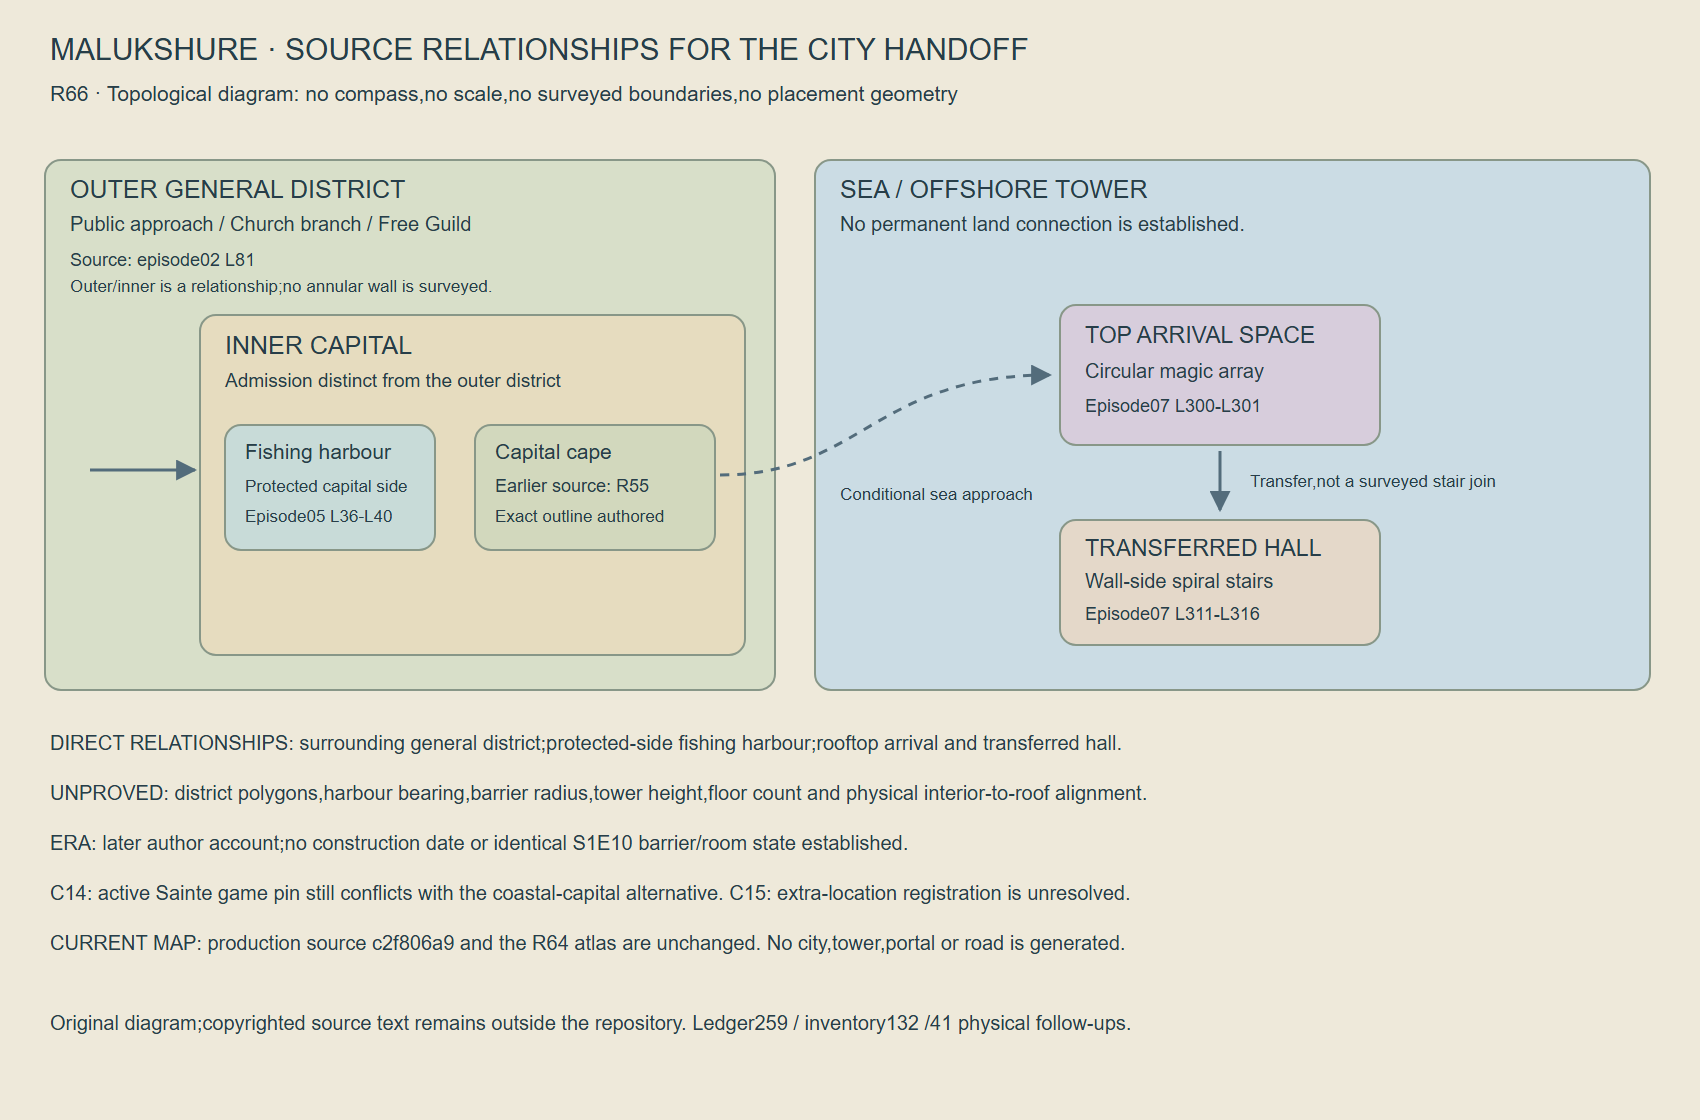 MALUKSHURE · SOURCE RELATIONSHIPS FOR THE CITY HANDOFF
R66 · Topological diagram: no compass,no scale,no surveyed boundaries,no placement geometry
OUTER GENERAL DISTRICT
Public approach / Church branch / Free Guild
Source: episode02 L81
Outer/inner is a relationship;no annular wall is surveyed.
INNER CAPITAL
Admission distinct from the outer district
Fishing harbour
Protected capital side
Episode05 L36-L40
Capital cape
Earlier source: R55
Exact outline authored
SEA / OFFSHORE TOWER
No permanent land connection is established.
TOP ARRIVAL SPACE
Circular magic array
Episode07 L300-L301
Conditional sea approach
Transfer,not a surveyed stair join
TRANSFERRED HALL
Wall-side spiral stairs
Episode07 L311-L316
DIRECT RELATIONSHIPS: surrounding general district;protected-side fishing harbour;rooftop arrival and transferred hall.
UNPROVED: district polygons,harbour bearing,barrier radius,tower height,floor count and physical interior-to-roof alignment.
ERA: later author account;no construction date or identical S1E10 barrier/room state established.
C14: active Sainte game pin still conflicts with the coastal-capital alternative. C15: extra-location registration is unresolved.
CURRENT MAP: production source c2f806a9 and the R64 atlas are unchanged. No city,tower,portal or road is generated.
Original diagram;copyrighted source text remains outside the repository. Ledger259 / inventory132 /41 physical follow-ups.